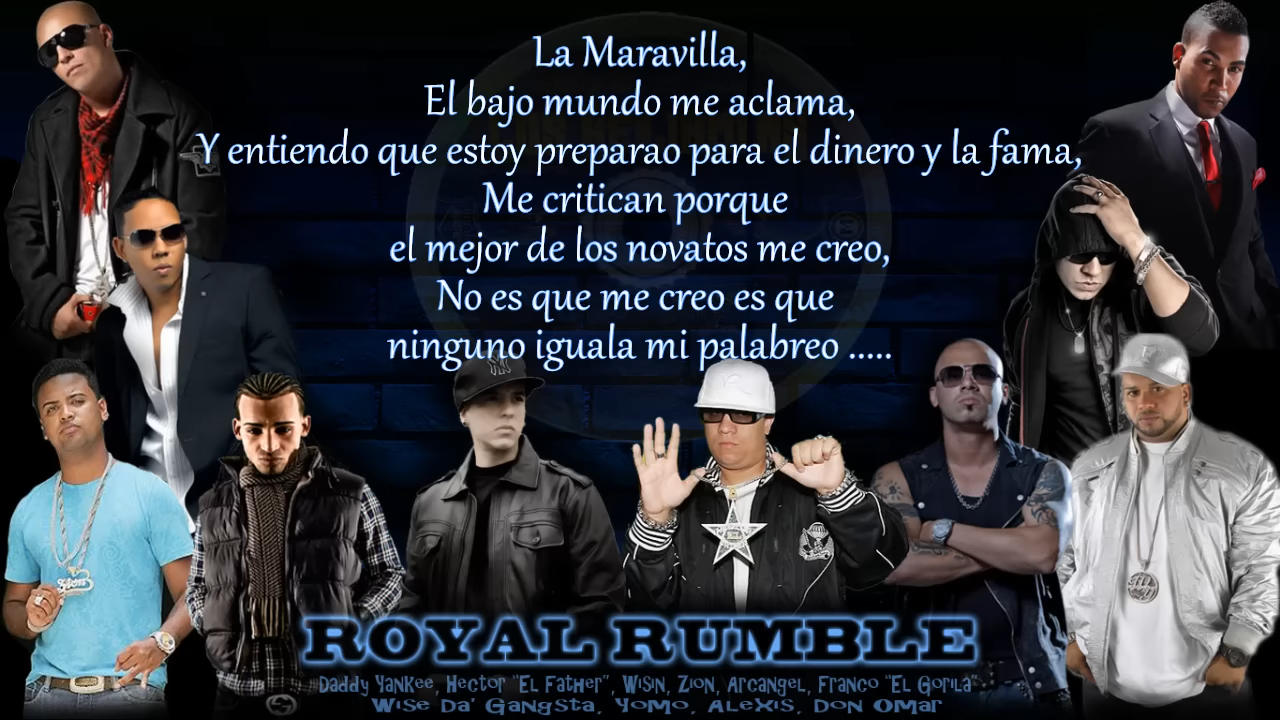 La Maravilla,
El bajo mundo me aclama,
Y entiendo que estoy preparao para el dinero y la fama,
Me critican porque
el mejor de los novatos me creo,
No es que me creo es que
ninguno iguala mi palabreo .....
ROYAL RUMBLE
Daddy Yankee, Hector "El Father", Wisin, Zion, Arcangel, Franco "El Gorila"
Wise Da' Gangsta, Yomo, Alexis, Don Omar